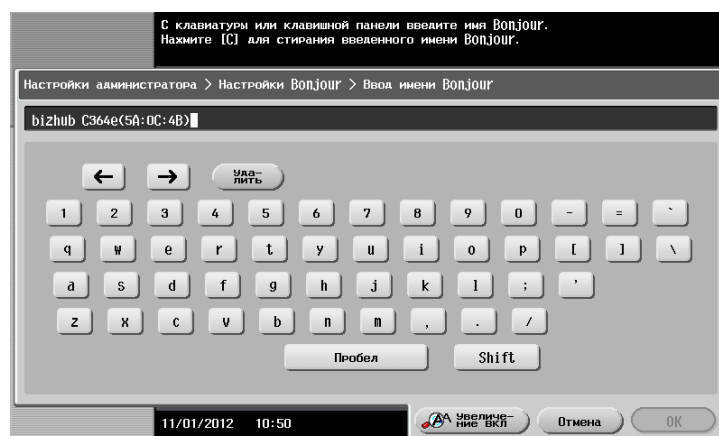 С клавиатуры или клавишной панели введите имя Bonjour.
Нажмите [C] для стирания введенного имени Bonjour.
Настройки администратора > Настройки Bonjour > Ввод имени Bonjour
bizhub C364e(5A:0C:4B)
← → Уда-
лить
1 2 3 4 5 6 7 8 9 0 - = `
q w e r t y u i o p [ ] \
a s d f g h j k l ; '
z x c v b n m , . /
Пробел Shift
11/01/2012 10:50 Увеличе-
ние ВКЛ Отмена OK